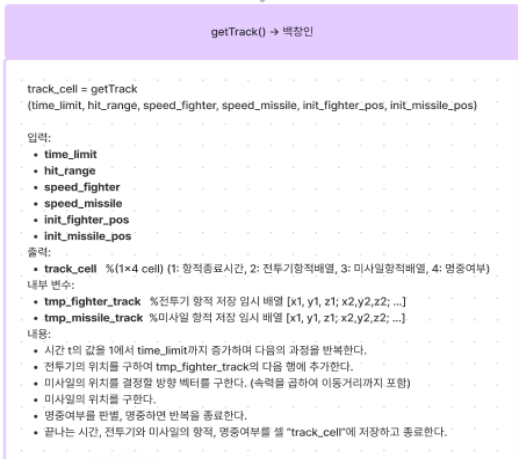 getTrack() → 백창인
track_cell = getTrack
(time_limit, hit_range, speed_fighter, speed_missile, init_fighter_pos, init_missile_pos)
입력:
• time_limit
• hit_range
• speed_fighter
• speed_missile
• init_fighter_pos
• init_missile_pos
출력:
• track_cell %(1×4 cell) (1: 항적종료시간, 2: 전투기항적배열, 3: 미사일항적배열, 4: 명중여부)
내부 변수:
• tmp_fighter_track %전투기 항적 저장 임시 배열 [x1, y1, z1; x2,y2,z2; ...]
• tmp_missile_track %미사일 항적 저장 임시 배열 [x1, y1, z1; x2,y2,z2; ...]
내용:
• 시간 t의 값을 1에서 time_limit까지 증가하며 다음의 과정을 반복한다.
• 전투기의 위치를 구하여 tmp_fighter_track의 다음 행에 추가한다.
• 미사일의 위치를 결정할 방향 벡터를 구한다. (속력을 곱하여 이동거리까지 포함)
• 미사일의 위치를 구한다.
• 명중여부를 판별, 명중하면 반복을 종료한다.
• 끝나는 시간, 전투기와 미사일의 항적, 명중여부를 셀 “track_cell”에 저장하고 종료한다.